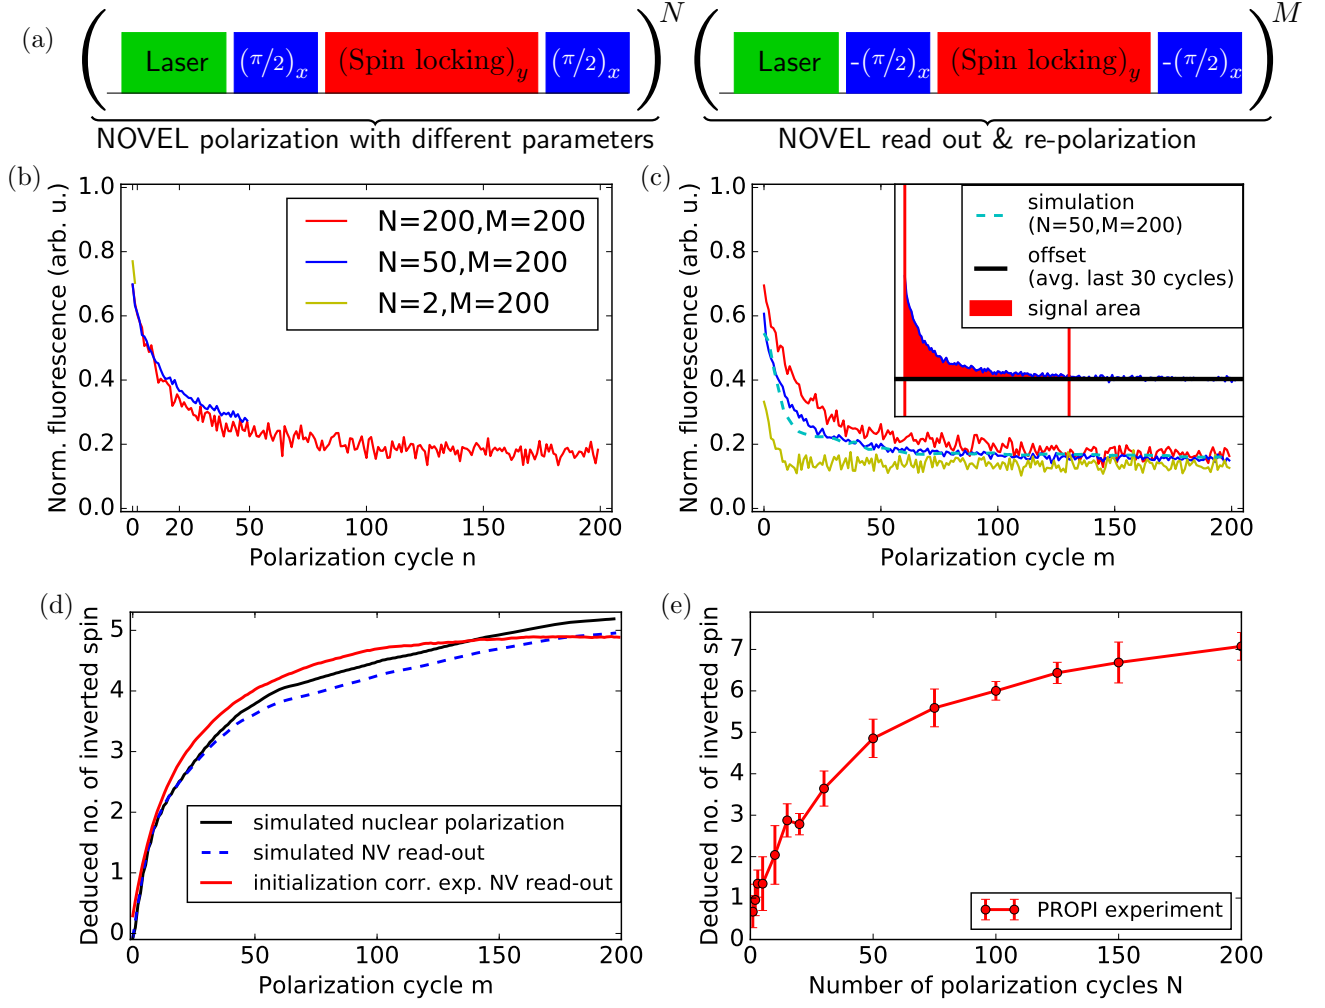 (a)
Laser (π/2)x (Spin locking)y (π/2)x N
Laser -(π/2)x (Spin locking)y -(π/2)x M
NOVEL polarization with different parameters
NOVEL read out & re-polarization
(b)
Norm. fluorescence (arb. u.)
1.0
0.8
0.6
0.4
0.2
0.0
N=200,M=200
N=50,M=200
N=2,M=200
0 20 50 100 150 200
Polarization cycle n
(c)
Norm. fluorescence (arb. u.)
1.0
0.8
0.6
0.4
0.2
0.0
simulation
(N=50,M=200)
offset
(avg. last 30 cycles)
signal area
0 50 100 150 200
Polarization cycle m
(d)
Deduced no. of inverted spin
5
4
3
2
1
0
simulated nuclear polarization
simulated NV read-out
initialization corr. exp. NV read-out
0 50 100 150 200
Polarization cycle m
(e)
Deduced no. of inverted spin
7
6
5
4
3
2
1
0
PROPI experiment
0 50 100 150 200
Number of polarization cycles N